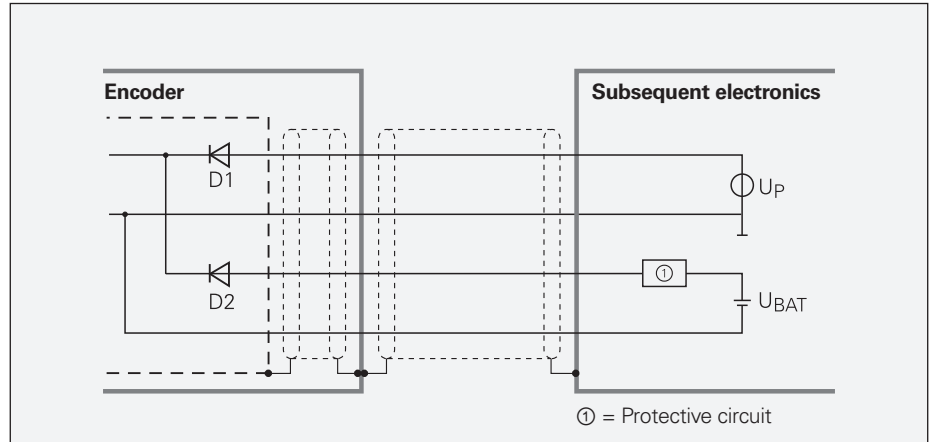 Encoder
Subsequent electronics
D1
UP
D2
①
UBAT
① = Protective circuit